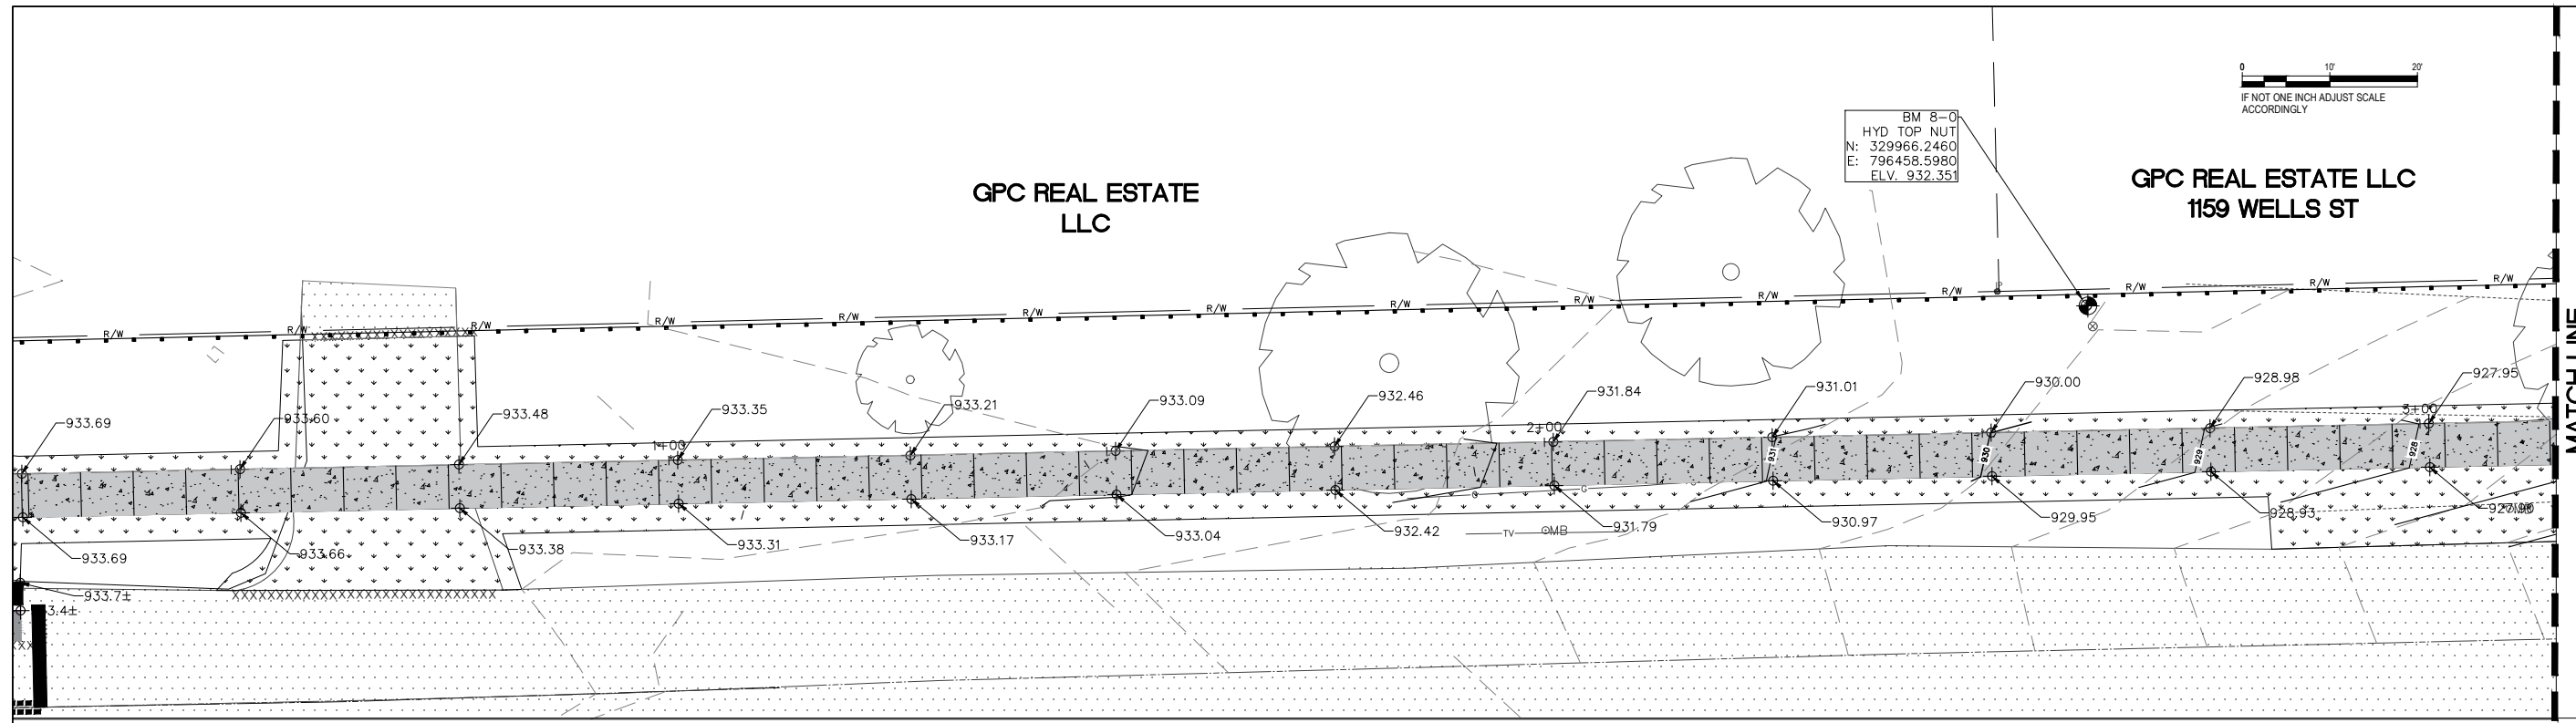 0 10' 20'
IF NOT ONE INCH ADJUST SCALE
ACCORDINGLY
BM 8-0
HYD TOP NUT
N: 329966.2460
E: 796458.5980
ELV. 932.351
GPC REAL ESTATE
LLC
GPC REAL ESTATE LLC
1159 WELLS ST
R/W R/W R/W R/W R/W R/W R/W R/W R/W R/W R/W R/W R/W R/W
MATCH LINE
933.69 933.60 933.48 933.35 933.21 933.09 932.46 931.84 931.01 930.00 928.98 927.95
1+00 2+00 3+00
931 930 929 928
G G
TV MB
933.69 933.66 933.38 933.31 933.17 933.04 932.42 931.79 930.97 929.95 928.93
933.7±
3.4±
XXXXXXXXXXXXXXXXXXXXXXXXXXXXX